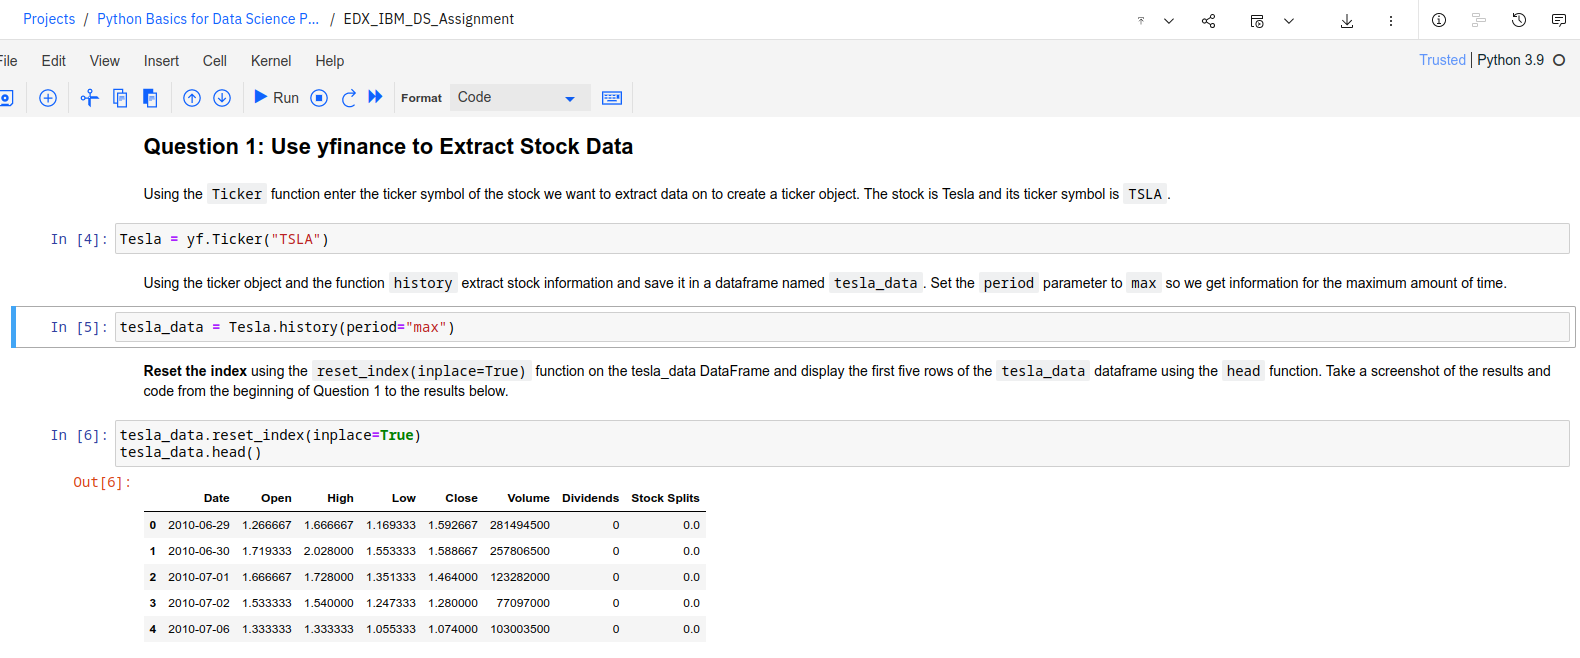 Projects / Python Basics for Data Science P... / EDX_IBM_DS_Assignment
File Edit View Insert Cell Kernel Help
Trusted | Python 3.9
Run
Format Code
Question 1: Use yfinance to Extract Stock Data
Using the Ticker function enter the ticker symbol of the stock we want to extract data on to create a ticker object. The stock is Tesla and its ticker symbol is TSLA .
In [4]: Tesla = yf.Ticker("TSLA")
Using the ticker object and the function history extract stock information and save it in a dataframe named tesla_data . Set the period parameter to max so we get information for the maximum amount of time.
In [5]: tesla_data = Tesla.history(period="max")
Reset the index using the reset_index(inplace=True) function on the tesla_data DataFrame and display the first five rows of the tesla_data dataframe using the head function. Take a screenshot of the results and
code from the beginning of Question 1 to the results below.
In [6]: tesla_data.reset_index(inplace=True)
tesla_data.head()
Out[6]:
Date Open High Low Close Volume Dividends Stock Splits
0 2010-06-29 1.266667 1.666667 1.169333 1.592667 281494500 0 0.0
1 2010-06-30 1.719333 2.028000 1.553333 1.588667 257806500 0 0.0
2 2010-07-01 1.666667 1.728000 1.351333 1.464000 123282000 0 0.0
3 2010-07-02 1.533333 1.540000 1.247333 1.280000 77097000 0 0.0
4 2010-07-06 1.333333 1.333333 1.055333 1.074000 103003500 0 0.0